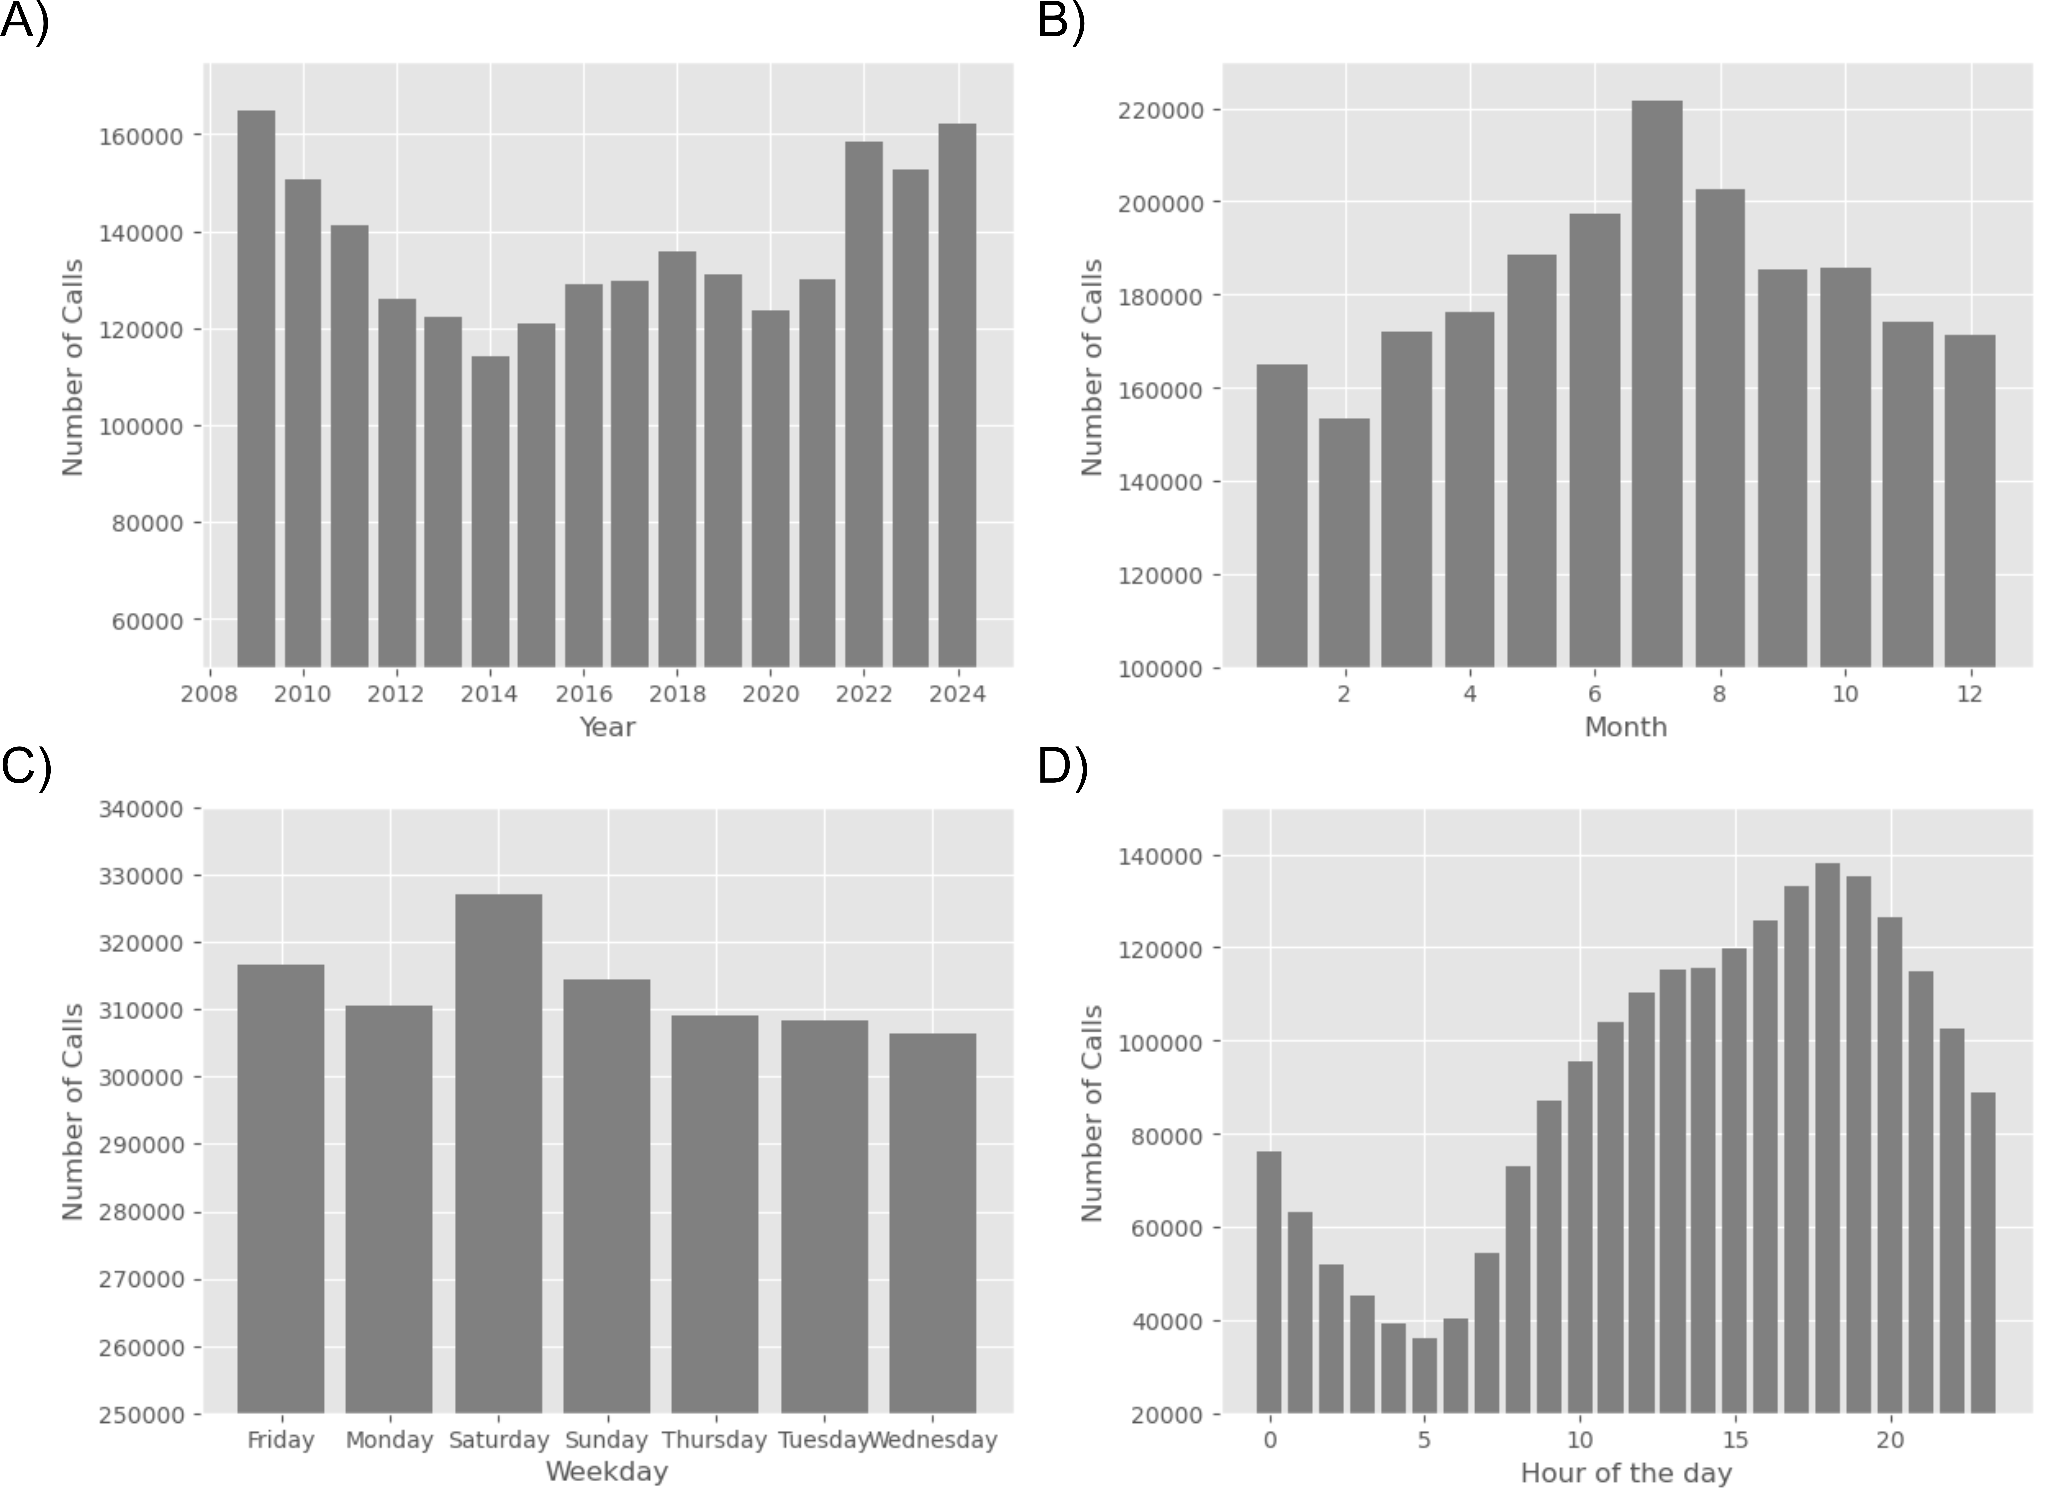 A)
160000
140000
120000
100000
80000
60000
Number of Calls
2008 2010 2012 2014 2016 2018 2020 2022 2024
Year
B)
220000
200000
180000
160000
140000
120000
100000
Number of Calls
2 4 6 8 10 12
Month
C)
340000
330000
320000
310000
300000
290000
280000
270000
260000
250000
Number of Calls
Friday Monday Saturday Sunday Thursday Tuesday Wednesday
Weekday
D)
140000
120000
100000
80000
60000
40000
20000
Number of Calls
0 5 10 15 20
Hour of the day